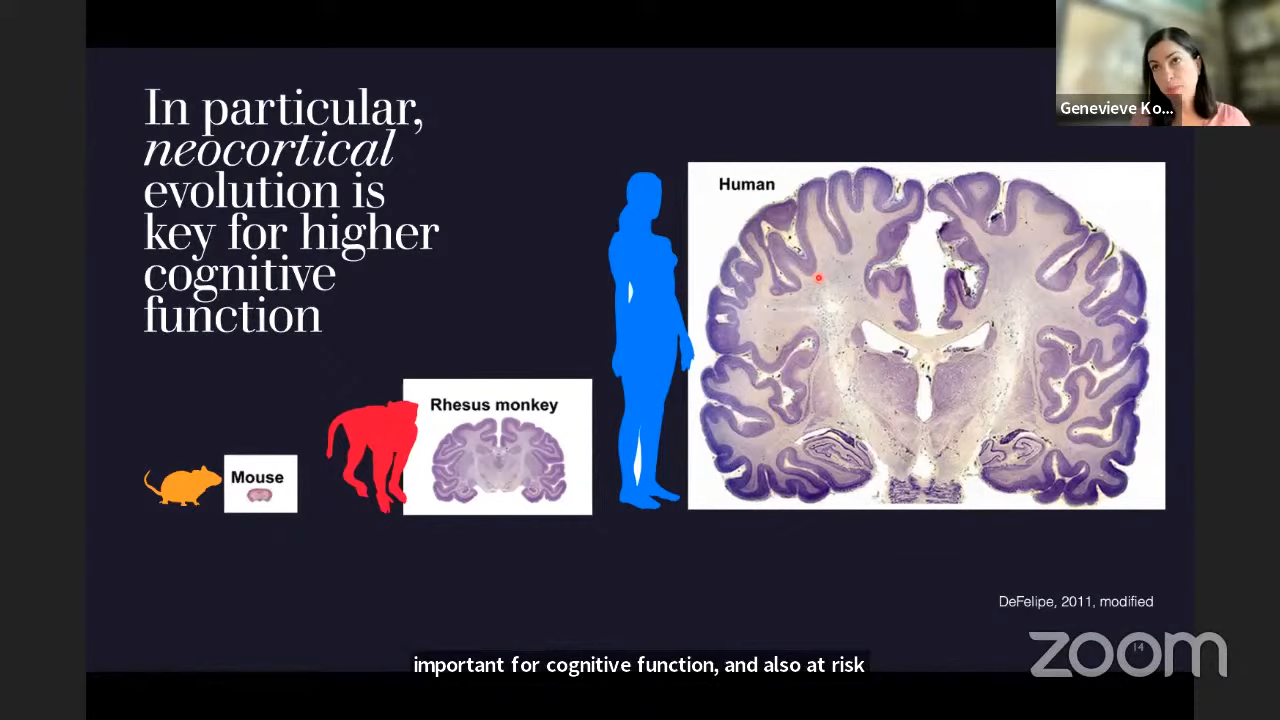 In particular,
neocortical
evolution is
key for higher
cognitive
function
Genevieve Ko...
Human
Rhesus monkey
Mouse
DeFelipe, 2011, modified
14
zoom
important for cognitive function, and also at risk